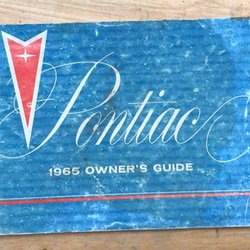 Pontiac
1965 OWNER'S GUIDE